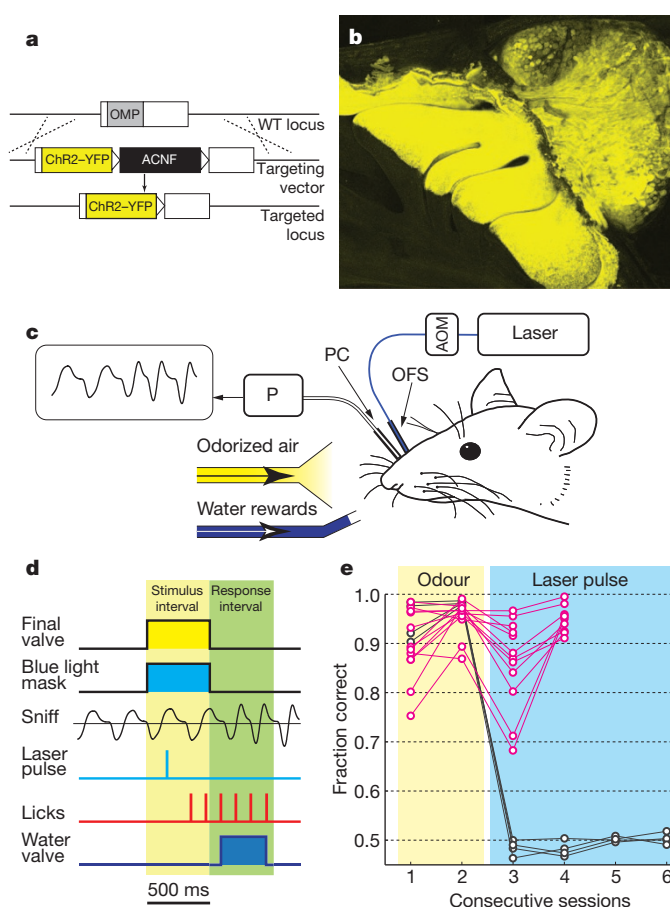 a
OMP
WT locus
ChR2–YFP
ACNF
Targeting
vector
ChR2–YFP
Targeted
locus
b
c
AOM
Laser
PC
OFS
P
Odorized air
Water rewards
d
Stimulus
interval
Response
interval
Final
valve
Blue light
mask
Sniff
Laser
pulse
Licks
Water
valve
500 ms
e
Odour
Laser pulse
1.0
0.9
0.8
0.7
0.6
0.5
Fraction correct
1 2 3 4 5 6
Consecutive sessions